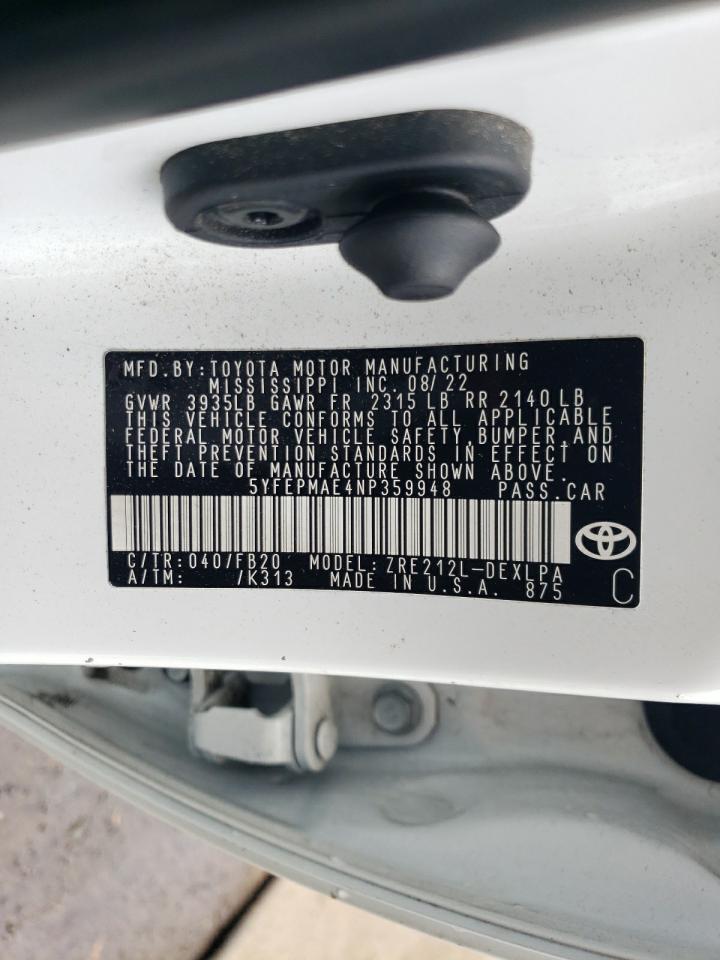 MFD.BY:TOYOTA MOTOR MANUFACTURING
MISSISSIPPI INC. 08/22
GVWR 3935LB GAWR FR 2315 LB RR 2140 LB
THIS VEHICLE CONFORMS TO ALL APPLICABLE
FEDERAL MOTOR VEHICLE SAFETY,BUMPER,AND
THEFT PREVENTION STANDARDS IN EFFECT ON
THE DATE OF MANUFACTURE SHOWN ABOVE.
5YFEPMAE4NP359948 PASS.CAR
C/TR:040/FB20 MODEL:ZRE212L-DEXLPA
A/TM: /K313 MADE IN U.S.A. 875
C